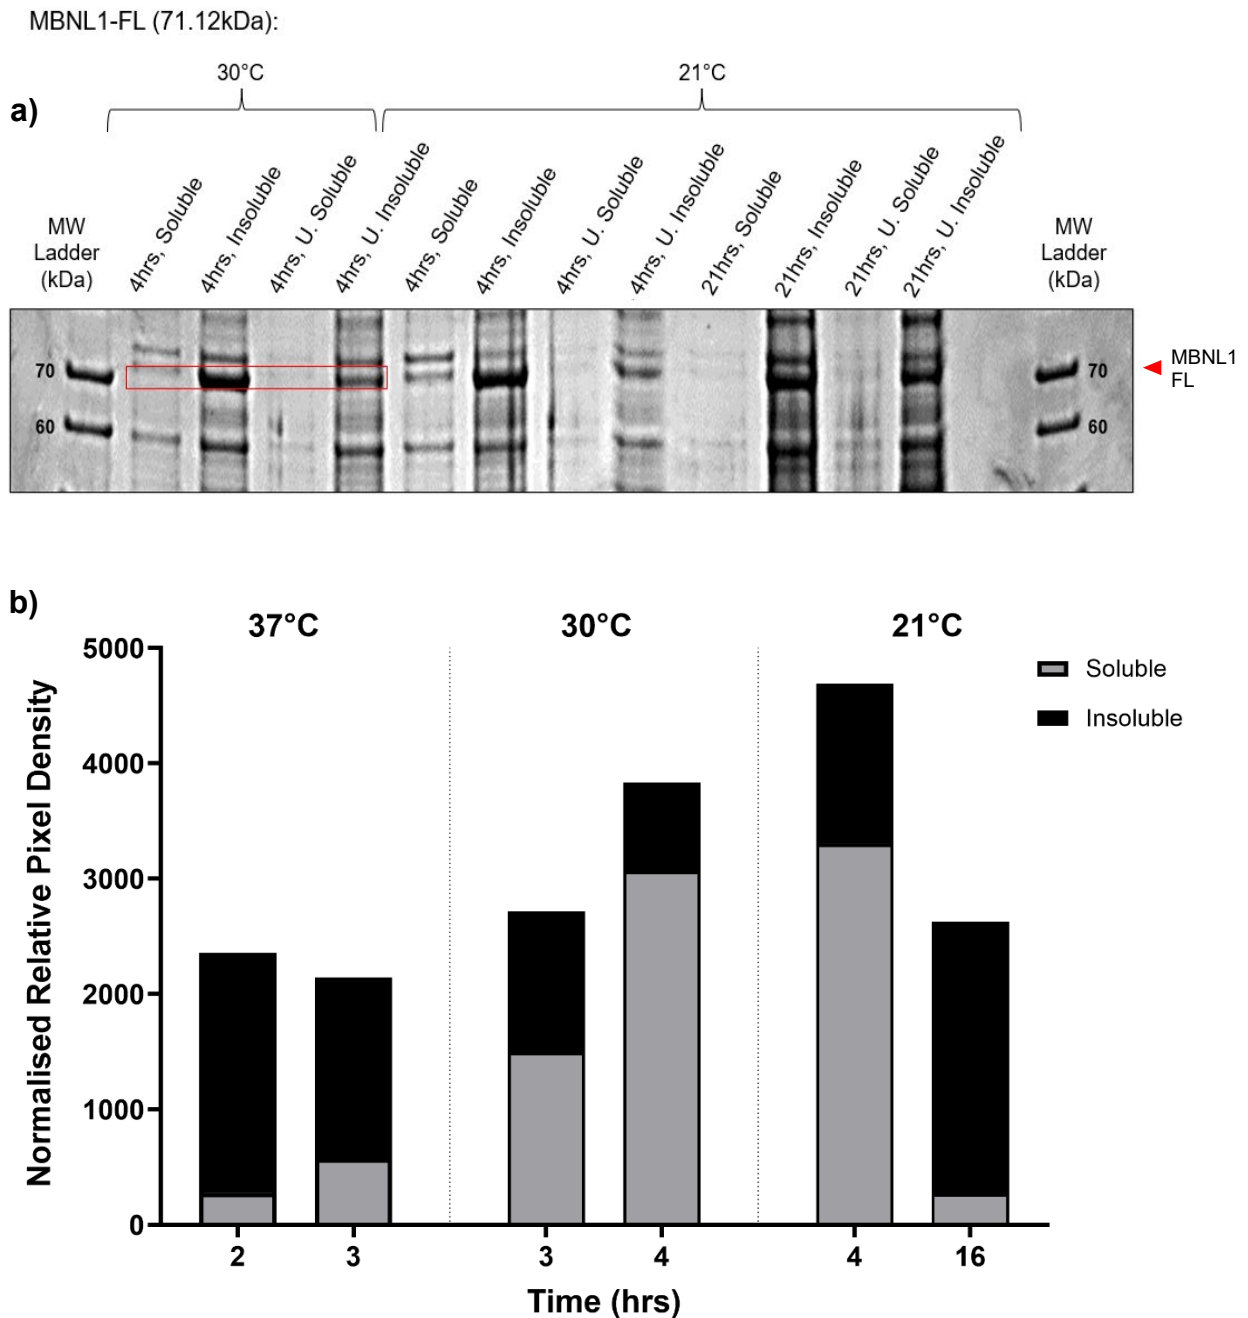 MBNL1-FL (71.12kDa):
30°C
21°C
a)
MW
Ladder
(kDa)
4hrs, Soluble
4hrs, Insoluble
4hrs, U. Soluble
4hrs, U. Insoluble
4hrs, Soluble
4hrs, Insoluble
4hrs, U. Soluble
4hrs, U. Insoluble
21hrs, Soluble
21hrs, Insoluble
21hrs, U. Soluble
21hrs, U. Insoluble
MW
Ladder
(kDa)
70
60
70
60
MBNL1
FL
b)
37°C
30°C
21°C
Normalised Relative Pixel Density
5000
4000
3000
2000
1000
0
Soluble
Insoluble
2
3
3
4
4
16
Time (hrs)